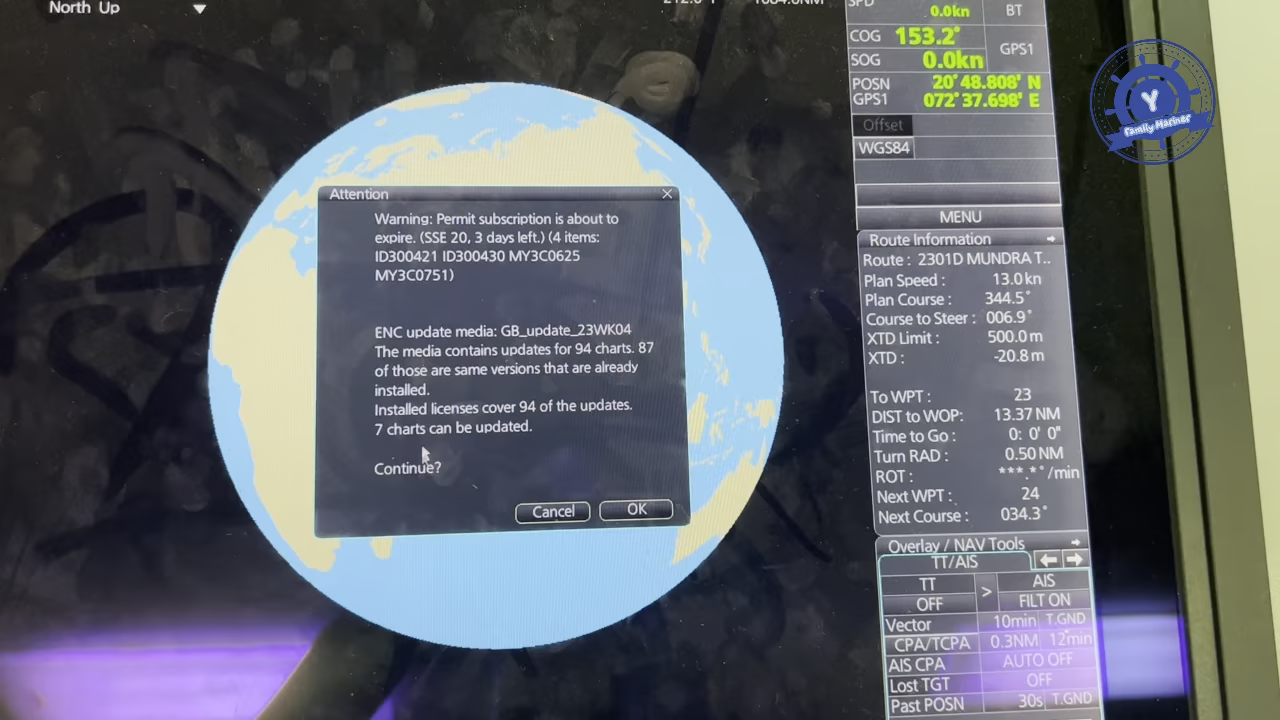 North Up
SPD 0.0kn BT
COG 153.2°
SOG 0.0kn GPS1
POSN 20°48.808' N
GPS1 072°37.698' E
Offset
WGS84
MENU
Route Information
Route : 2301D MUNDRA T..
Plan Speed : 13.0kn
Plan Course : 344.5°
Course to Steer : 006.9°
XTD Limit : 500.0m
XTD : -20.8m
To WPT : 23
DIST to WOP: 13.37NM
Time to Go : 0: 0' 0"
Turn RAD : 0.50NM
ROT : ***.*°/min
Next WPT : 24
Next Course : 034.3°
Overlay / NAV Tools
TT/AIS
TT > AIS
OFF FILT ON
Vector 10min T.GND
CPA/TCPA 0.3NM 12min
AIS CPA AUTO OFF
Lost TGT OFF
Past POSN 30s T.GND
Attention
Warning: Permit subscription is about to
expire. (SSE 20, 3 days left.) (4 items:
ID300421 ID300430 MY3C0625
MY3C0751)
ENC update media: GB_update_23WK04
The media contains updates for 94 charts. 87
of those are same versions that are already
installed.
Installed licenses cover 94 of the updates.
7 charts can be updated.
Continue?
Cancel OK
Y
Family Mariner